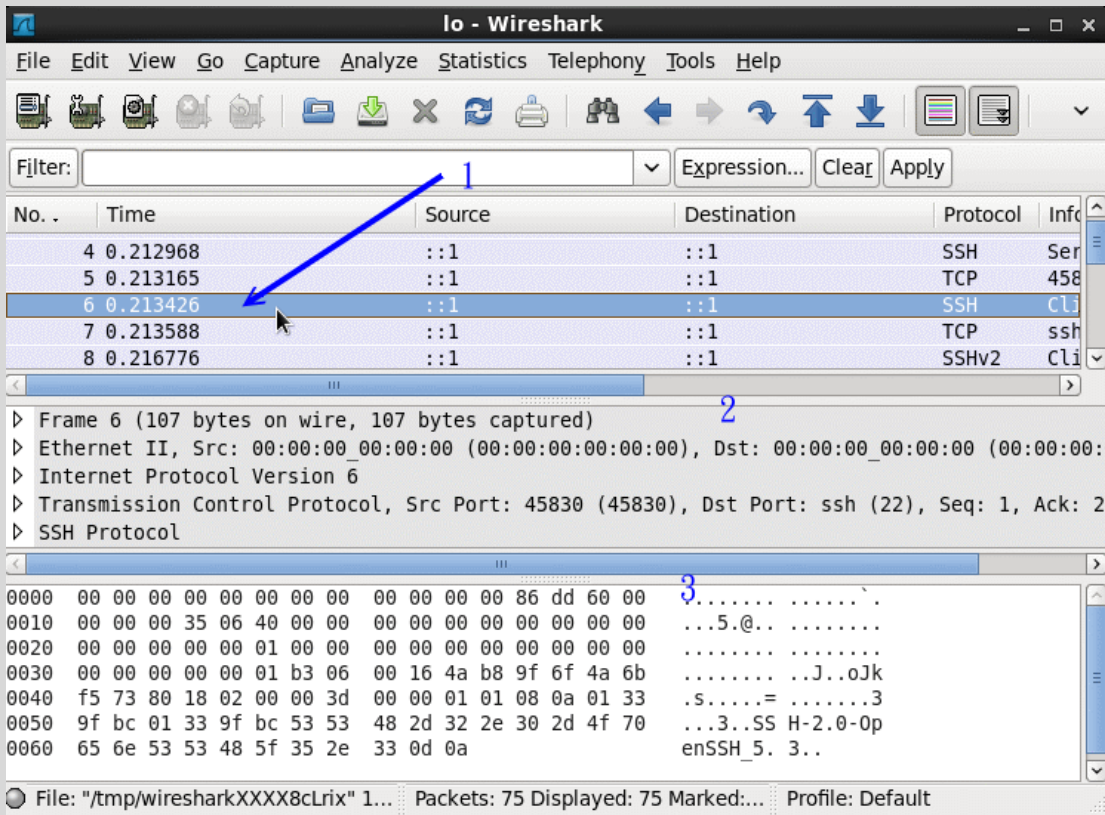 lo - Wireshark
File Edit View Go Capture Analyze Statistics Telephony Tools Help
Filter: Expression... Clear Apply
1
No. . Time Source Destination Protocol Info
4 0.212968 ::1 ::1 SSH Ser
5 0.213165 ::1 ::1 TCP 458
6 0.213426 ::1 ::1 SSH Cli
7 0.213588 ::1 ::1 TCP ssh
8 0.216776 ::1 ::1 SSHv2 Cli
2
Frame 6 (107 bytes on wire, 107 bytes captured)
Ethernet II, Src: 00:00:00_00:00:00 (00:00:00:00:00:00), Dst: 00:00:00_00:00:00 (00:00:00:
Internet Protocol Version 6
Transmission Control Protocol, Src Port: 45830 (45830), Dst Port: ssh (22), Seq: 1, Ack: 2
SSH Protocol
3
0000 00 00 00 00 00 00 00 00 00 00 00 00 86 dd 60 00 ........ ......`.
0010 00 00 00 35 06 40 00 00 00 00 00 00 00 00 00 00 ...5.@.. ........
0020 00 00 00 00 00 01 00 00 00 00 00 00 00 00 00 00 ........ ........
0030 00 00 00 00 00 01 b3 06 00 16 4a b8 9f 6f 4a 6b ........ ..J..oJk
0040 f5 73 80 18 02 00 00 3d 00 00 01 01 08 0a 01 33 .s.....= .......3
0050 9f bc 01 33 9f bc 53 53 48 2d 32 2e 30 2d 4f 70 ...3..SS H-2.0-Op
0060 65 6e 53 53 48 5f 35 2e 33 0d 0a enSSH_5. 3..
File: "/tmp/wiresharkXXXX8cLrix" 1... Packets: 75 Displayed: 75 Marked:... Profile: Default